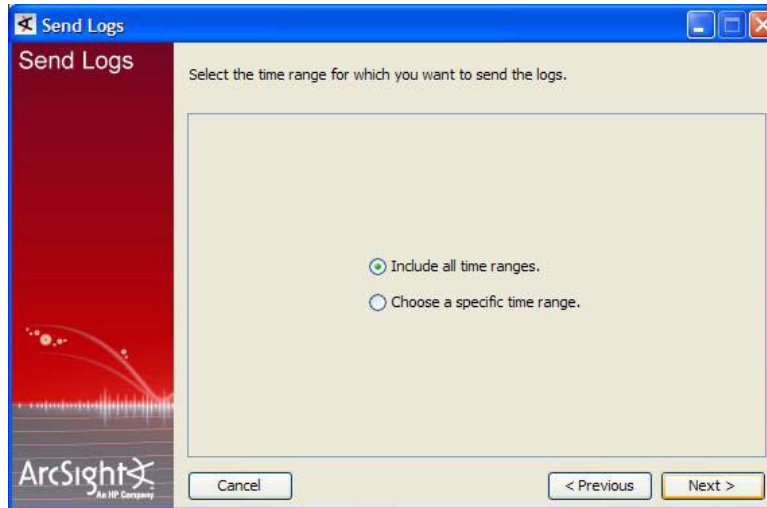 Send Logs
Send Logs
Select the time range for which you want to send the logs.
Include all time ranges.
Choose a specific time range.
ArcSight
An HP Company
Cancel
< Previous
Next >